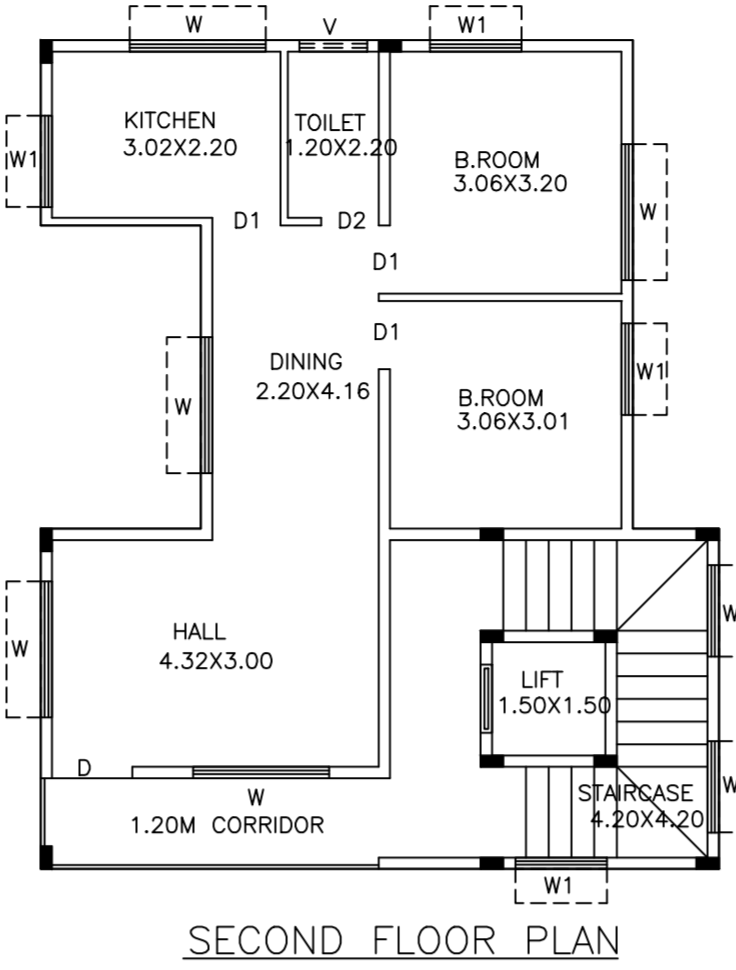 W
V
W1
KITCHEN
3.02X2.20
TOILET
1.20X2.20
W1
B.ROOM
3.06X3.20
W
D1
D2
D1
D1
DINING
2.20X4.16
W
W1
B.ROOM
3.06X3.01
HALL
4.32X3.00
W
W
LIFT
1.50X1.50
D
W
1.20M CORRIDOR
STAIRCASE
4.20X4.20
W
W1
SECOND FLOOR PLAN